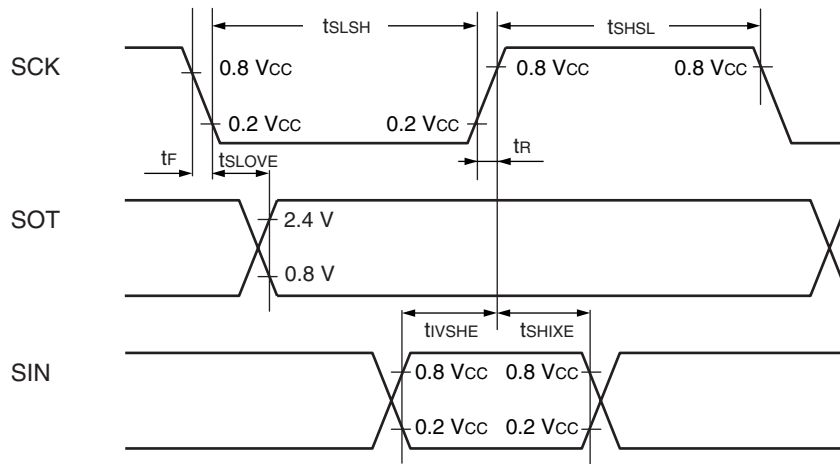 tSLSH tSHSL
SCK 0.8 VCC 0.8 VCC 0.8 VCC
0.2 VCC 0.2 VCC
tF tSLOVE tR
SOT 2.4 V
0.8 V
tIVSHE tSHIXE
SIN 0.8 VCC 0.8 VCC
0.2 VCC 0.2 VCC